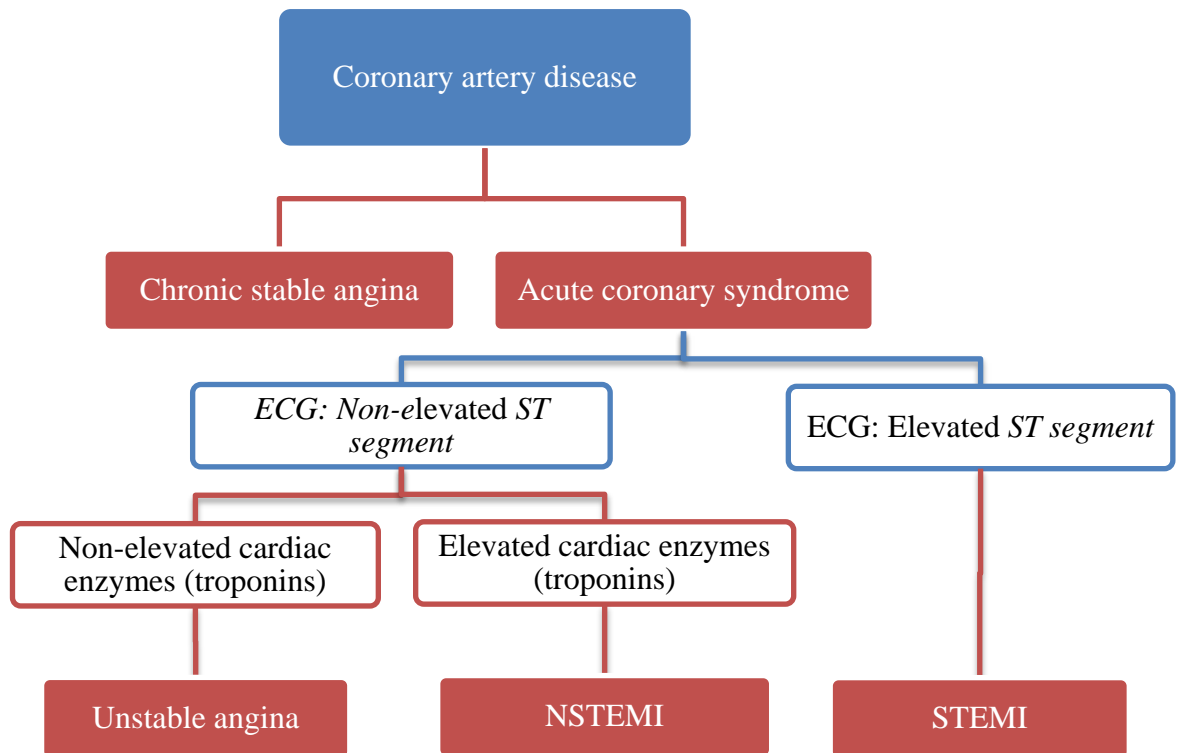 Coronary artery disease
Chronic stable angina
Acute coronary syndrome
ECG: Non-elevated ST
segment
ECG: Elevated ST segment
Non-elevated cardiac
enzymes (troponins)
Elevated cardiac enzymes
(troponins)
Unstable angina
NSTEMI
STEMI